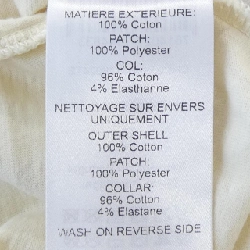 MATIERE EXTERIEURE:
100% Coton
PATCH:
100% Polyester
COL:
96% Coton
4% Elasthanne
NETTOYAGE SUR ENVERS
UNIQUEMENT
OUTER SHELL
100% Cotton
PATCH:
100% Polyester
COLLAR:
96% Cotton
4% Elastane
WASH ON REVERSE SIDE